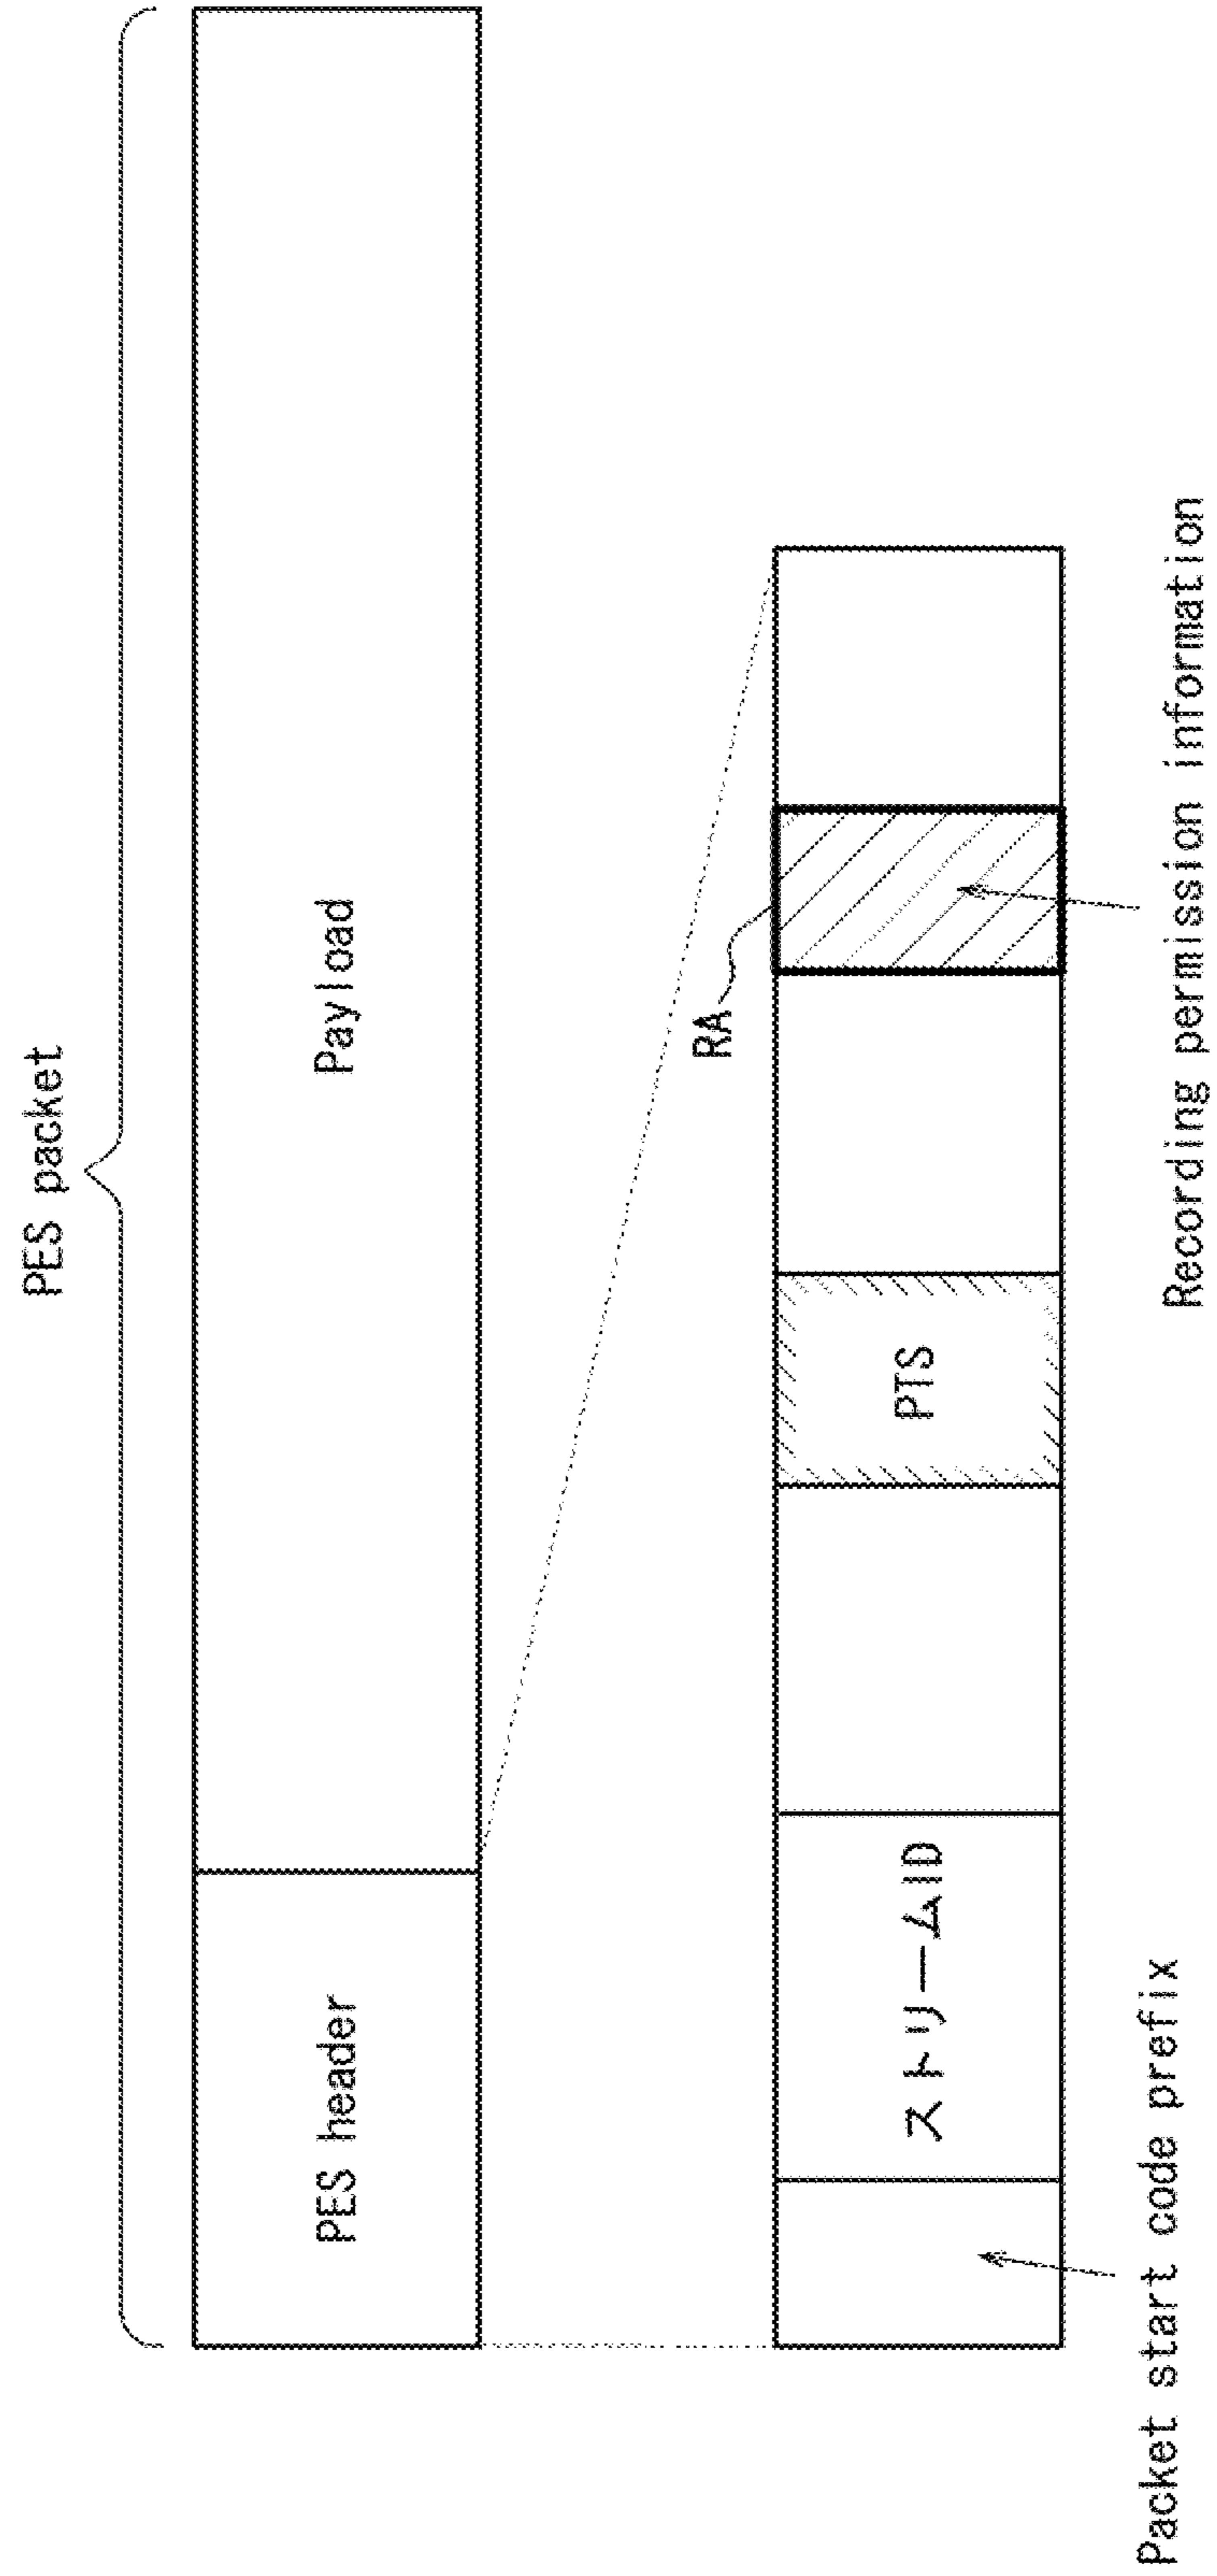 PES packet
PES header
Payload
RA
ストリームID
PTS
Packet start code prefix
Recording permission information